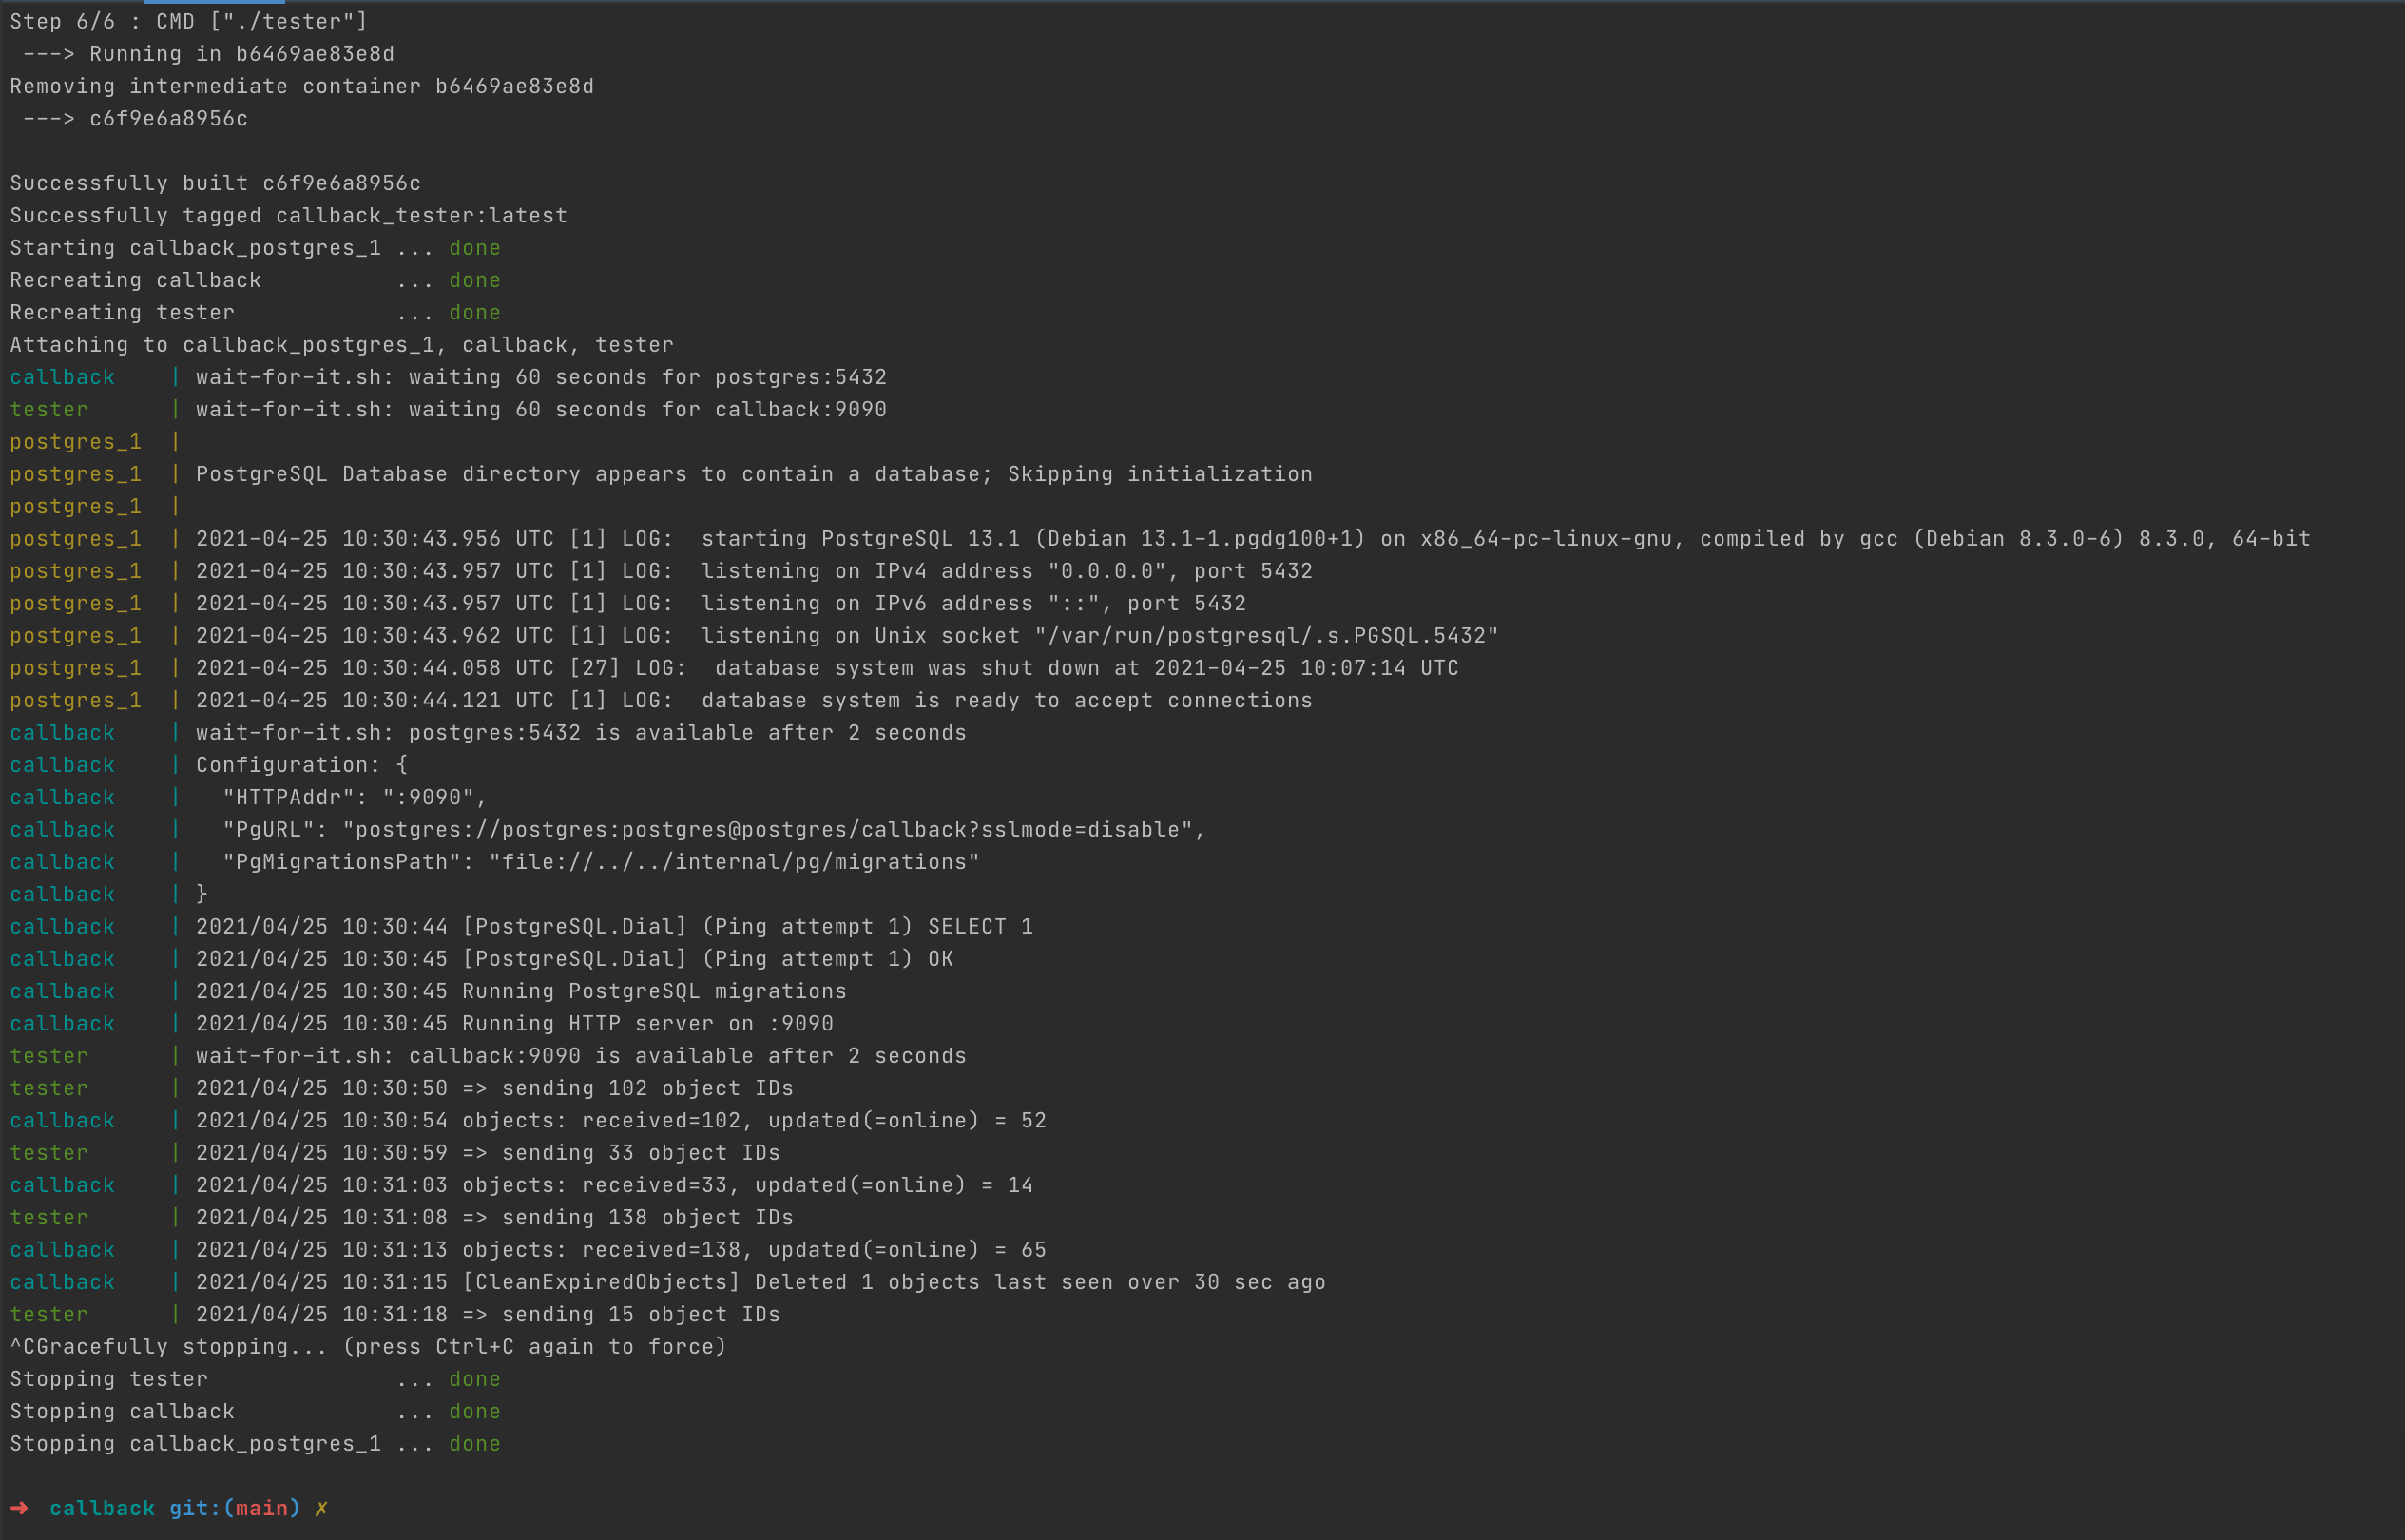 Step 6/6 : CMD ["./tester"]
 ---> Running in b6469ae83e8d
Removing intermediate container b6469ae83e8d
 ---> c6f9e6a8956c

Successfully built c6f9e6a8956c
Successfully tagged callback_tester:latest
Starting callback_postgres_1 ... done
Recreating callback          ... done
Recreating tester            ... done
Attaching to callback_postgres_1, callback, tester
callback    | wait-for-it.sh: waiting 60 seconds for postgres:5432
tester      | wait-for-it.sh: waiting 60 seconds for callback:9090
postgres_1  |
postgres_1  | PostgreSQL Database directory appears to contain a database; Skipping initialization
postgres_1  |
postgres_1  | 2021-04-25 10:30:43.956 UTC [1] LOG:  starting PostgreSQL 13.1 (Debian 13.1-1.pgdg100+1) on x86_64-pc-linux-gnu, compiled by gcc (Debian 8.3.0-6) 8.3.0, 64-bit
postgres_1  | 2021-04-25 10:30:43.957 UTC [1] LOG:  listening on IPv4 address "0.0.0.0", port 5432
postgres_1  | 2021-04-25 10:30:43.957 UTC [1] LOG:  listening on IPv6 address "::", port 5432
postgres_1  | 2021-04-25 10:30:43.962 UTC [1] LOG:  listening on Unix socket "/var/run/postgresql/.s.PGSQL.5432"
postgres_1  | 2021-04-25 10:30:44.058 UTC [27] LOG:  database system was shut down at 2021-04-25 10:07:14 UTC
postgres_1  | 2021-04-25 10:30:44.121 UTC [1] LOG:  database system is ready to accept connections
callback    | wait-for-it.sh: postgres:5432 is available after 2 seconds
callback    | Configuration: {
callback    |   "HTTPAddr": ":9090",
callback    |   "PgURL": "postgres://postgres:postgres@postgres/callback?sslmode=disable",
callback    |   "PgMigrationsPath": "file://../../internal/pg/migrations"
callback    | }
callback    | 2021/04/25 10:30:44 [PostgreSQL.Dial] (Ping attempt 1) SELECT 1
callback    | 2021/04/25 10:30:45 [PostgreSQL.Dial] (Ping attempt 1) OK
callback    | 2021/04/25 10:30:45 Running PostgreSQL migrations
callback    | 2021/04/25 10:30:45 Running HTTP server on :9090
tester      | wait-for-it.sh: callback:9090 is available after 2 seconds
tester      | 2021/04/25 10:30:50 => sending 102 object IDs
callback    | 2021/04/25 10:30:54 objects: received=102, updated(=online) = 52
tester      | 2021/04/25 10:30:59 => sending 33 object IDs
callback    | 2021/04/25 10:31:03 objects: received=33, updated(=online) = 14
tester      | 2021/04/25 10:31:08 => sending 138 object IDs
callback    | 2021/04/25 10:31:13 objects: received=138, updated(=online) = 65
callback    | 2021/04/25 10:31:15 [CleanExpiredObjects] Deleted 1 objects last seen over 30 sec ago
tester      | 2021/04/25 10:31:18 => sending 15 object IDs
^CGracefully stopping... (press Ctrl+C again to force)
Stopping tester              ... done
Stopping callback            ... done
Stopping callback_postgres_1 ... done

➜  callback git:(main) ✗